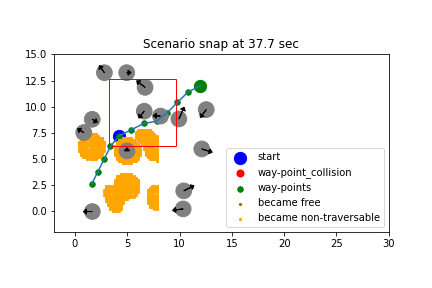 Scenario snap at 37.7 sec
15.0
12.5
10.0
7.5
5.0
2.5
0.0
0 5 10 15 20 25 30
start
way-point_collision
way-points
became free
became non-traversable